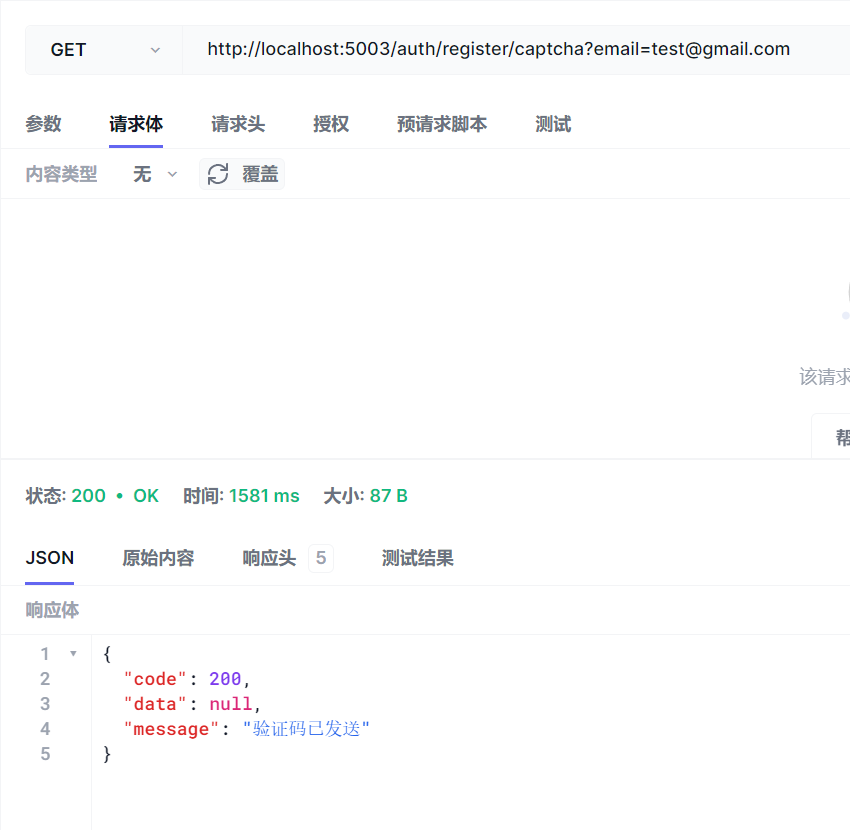 GET http://localhost:5003/auth/register/captcha?email=test@gmail.com
参数 请求体 请求头 授权 预请求脚本 测试
内容类型 无 覆盖
该请求
帮
状态: 200 • OK 时间: 1581 ms 大小: 87 B
JSON 原始内容 响应头 5 测试结果
响应体
1 {
2 "code": 200,
3 "data": null,
4 "message": "验证码已发送"
5 }